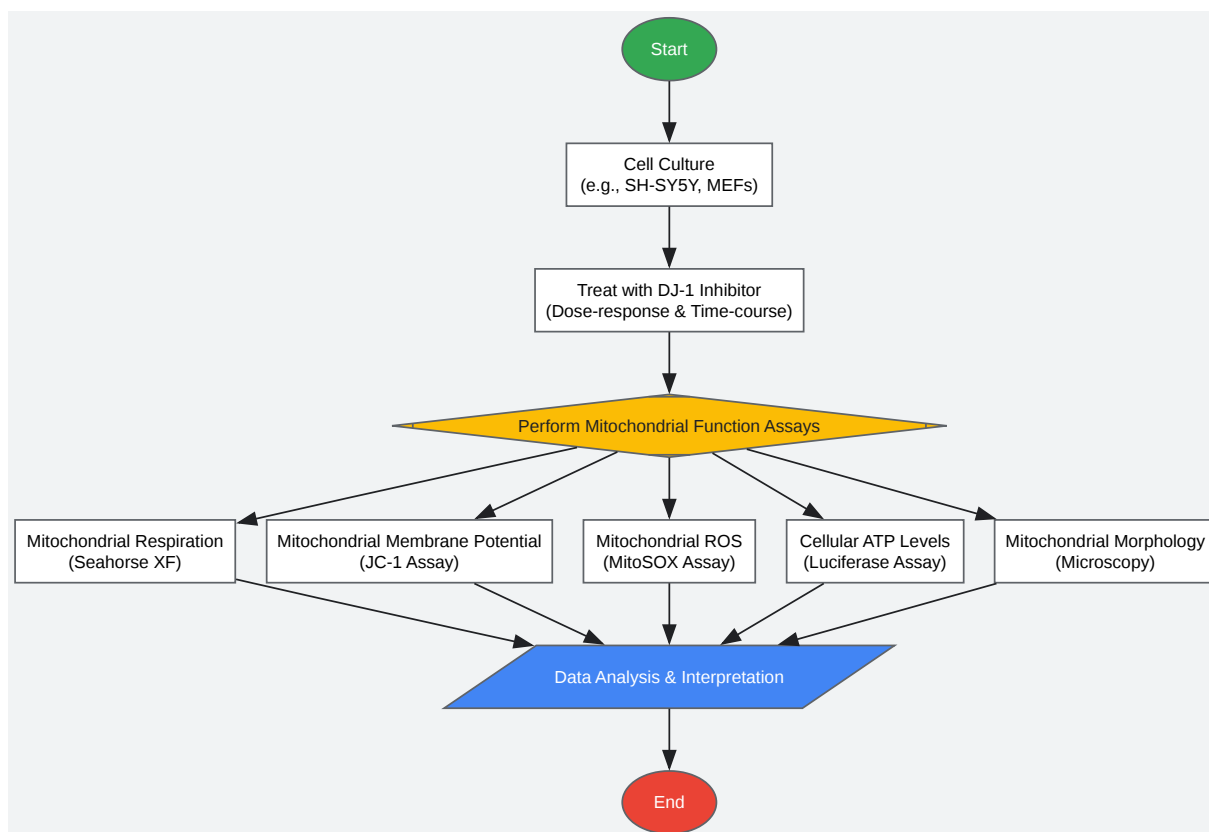 Start
Cell Culture
(e.g., SH-SY5Y, MEFs)
Treat with DJ-1 Inhibitor
(Dose-response & Time-course)
Perform Mitochondrial Function Assays
Mitochondrial Respiration
(Seahorse XF)
Mitochondrial Membrane Potential
(JC-1 Assay)
Mitochondrial ROS
(MitoSOX Assay)
Cellular ATP Levels
(Luciferase Assay)
Mitochondrial Morphology
(Microscopy)
Data Analysis & Interpretation
End